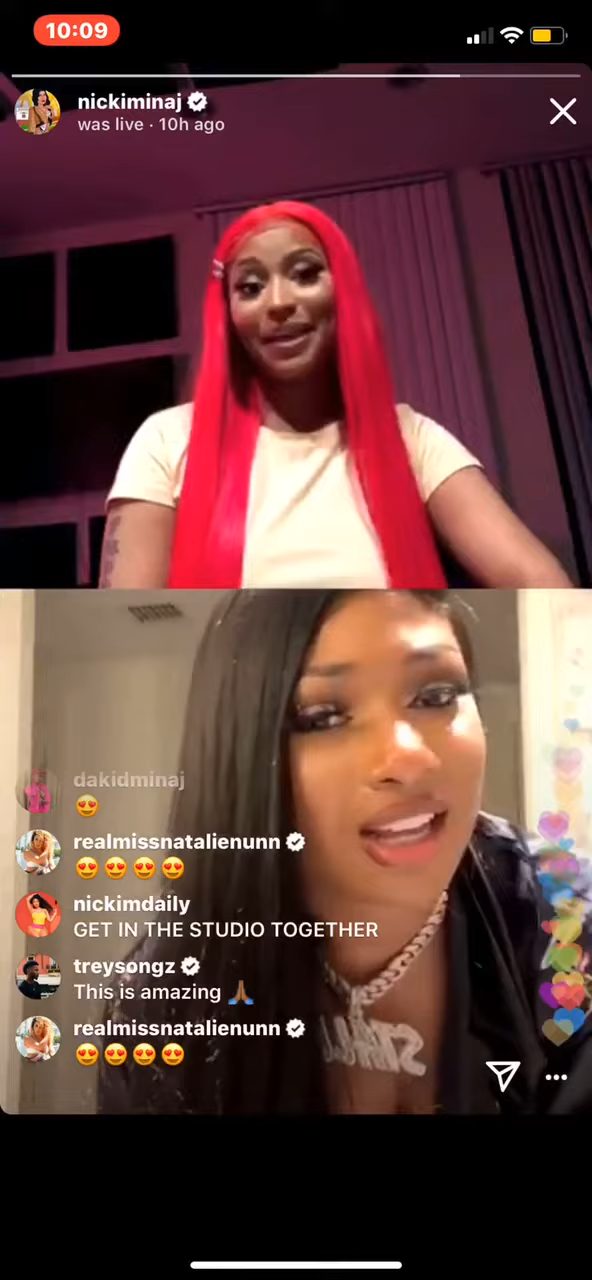 10:09
nickiminaj
was live · 10h ago
dakidminaj
😍
realmissnatalienunn
😍😍😍😍
nickimdaily
GET IN THE STUDIO TOGETHER
treysongz
This is amazing 🙏🏾
realmissnatalienunn
😍😍😍😍